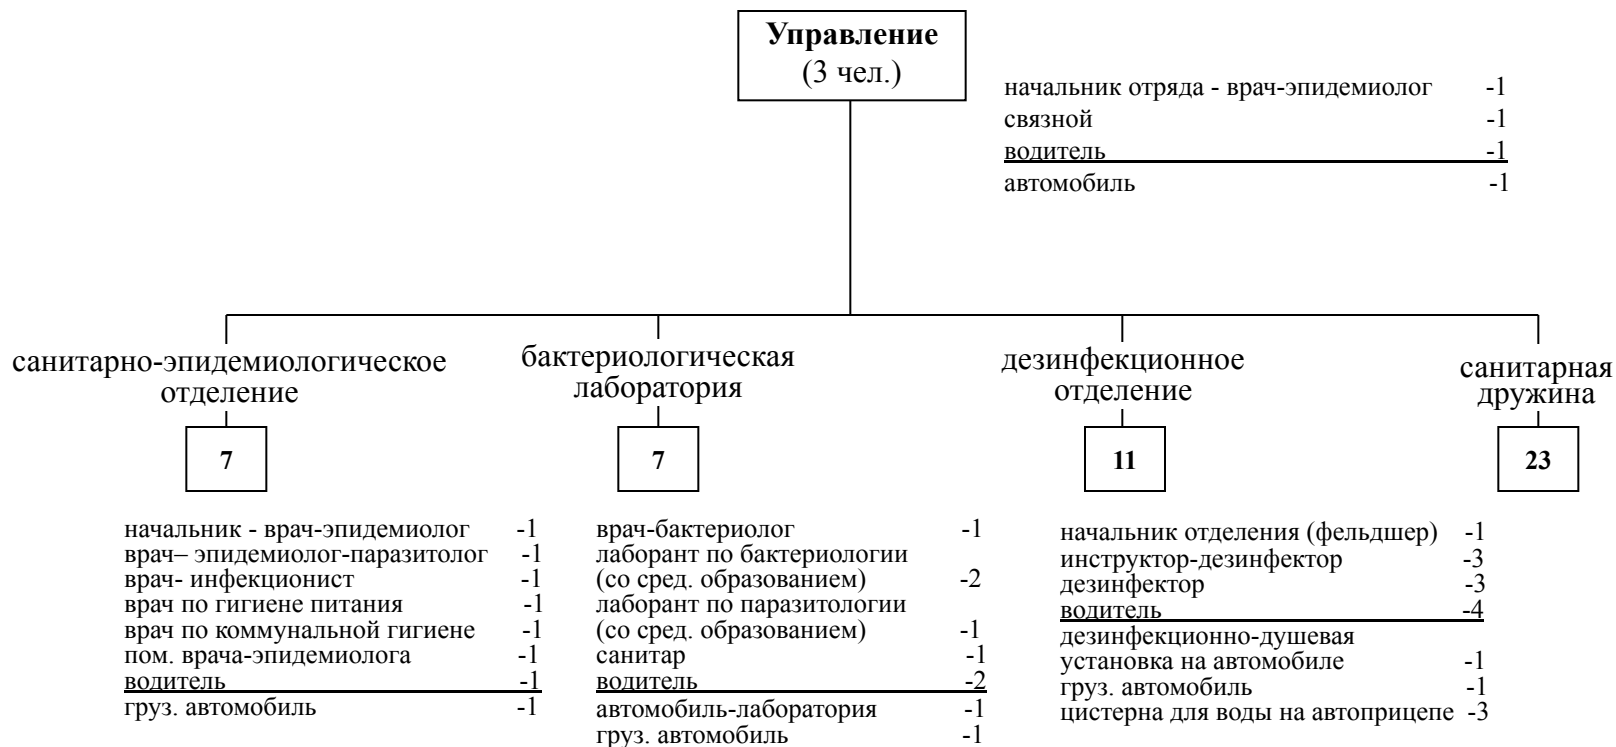 Управление
(3 чел.)
начальник отряда - врач-эпидемиолог -1
связной -1
водитель -1
автомобиль -1
санитарно-эпидемиологическое
отделение
7
начальник - врач-эпидемиолог -1
врач– эпидемиолог-паразитолог -1
врач- инфекционист -1
врач по гигиене питания -1
врач по коммунальной гигиене -1
пом. врача-эпидемиолога -1
водитель -1
груз. автомобиль -1
бактериологическая
лаборатория
7
врач-бактериолог -1
лаборант по бактериологии
(со сред. образованием) -2
лаборант по паразитологии
(со сред. образованием) -1
санитар -1
водитель -2
автомобиль-лаборатория -1
груз. автомобиль -1
дезинфекционное
отделение
11
начальник отделения (фельдшер) -1
инструктор-дезинфектор -3
дезинфектор -3
водитель -4
дезинфекционно-душевая
установка на автомобиле -1
груз. автомобиль -1
цистерна для воды на автоприцепе -3
санитарная
дружина
23